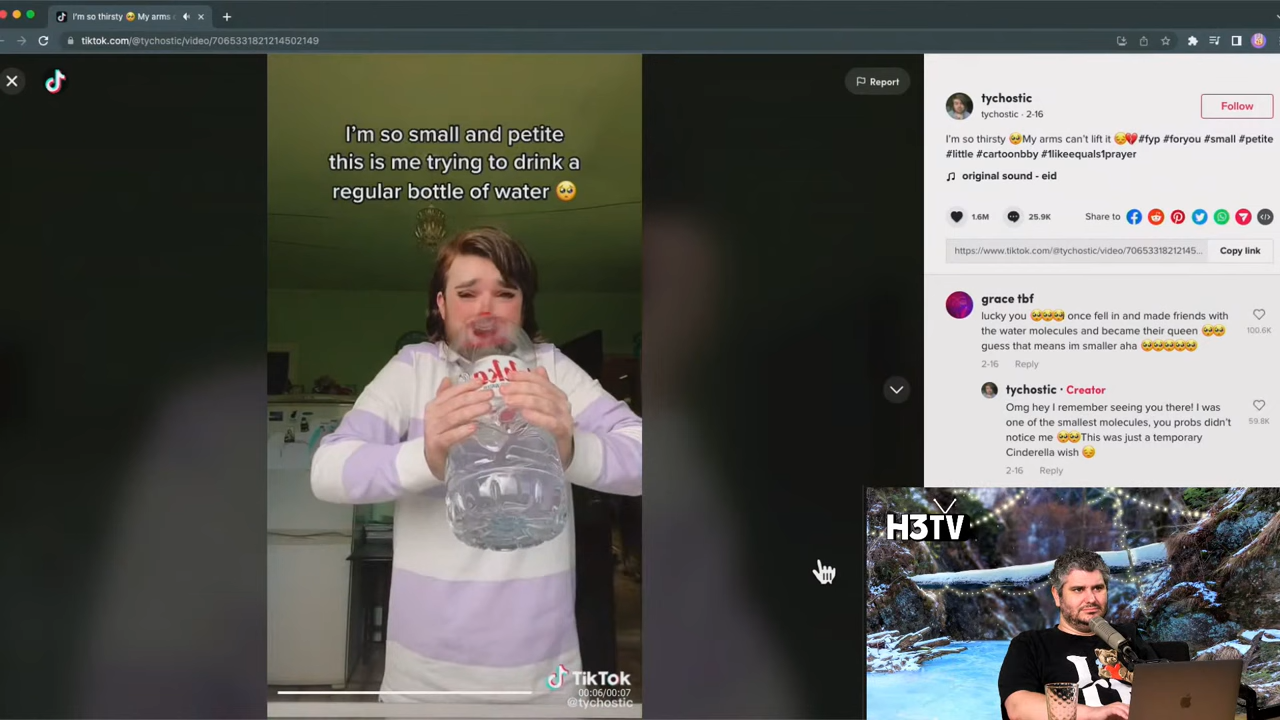 I'm so thirsty 🥺 My arms c
tiktok.com/@tychostic/video/7065331821214502149
Report
I'm so small and petite
this is me trying to drink a
regular bottle of water 🥺
TikTok
00:06/00:07
@tychostic
tychostic
tychostic · 2-16
Follow
I'm so thirsty 🥺My arms can't lift it 😔💔#fyp #foryou #small #petite
#little #cartoonbby #1likeequals1prayer
original sound - eid
1.6M
25.9K
Share to
https://www.tiktok.com/@tychostic/video/70653318212145...
Copy link
grace tbf
lucky you 🥺🥺🥺 once fell in and made friends with
the water molecules and became their queen 🥺🥺
guess that means im smaller aha 🥺🥺🥺🥺🥺
100.6K
2-16 Reply
tychostic · Creator
Omg hey I remember seeing you there! I was
one of the smallest molecules, you probs didn't
notice me 🥺🥺This was just a temporary
Cinderella wish 😔
59.8K
2-16 Reply
H3TV